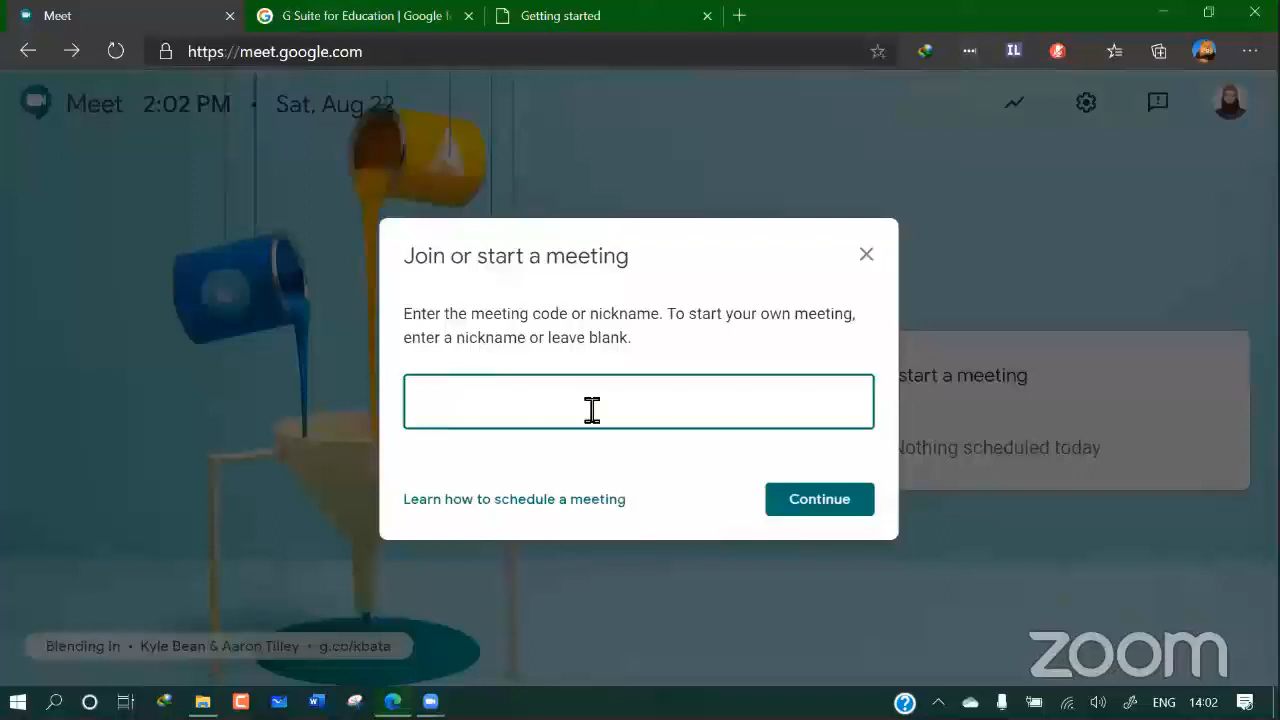 Meet
G Suite for Education | Google
Getting started
https://meet.google.com
IL
Meet 2:02 PM • Sat, Aug 22
Join or start a meeting
Enter the meeting code or nickname. To start your own meeting,
enter a nickname or leave blank.
start a meeting
Nothing scheduled today
Learn how to schedule a meeting
Continue
Blending In • Kyle Bean & Aaron Tilley • g.co/kbata
zoom
ENG 14:02